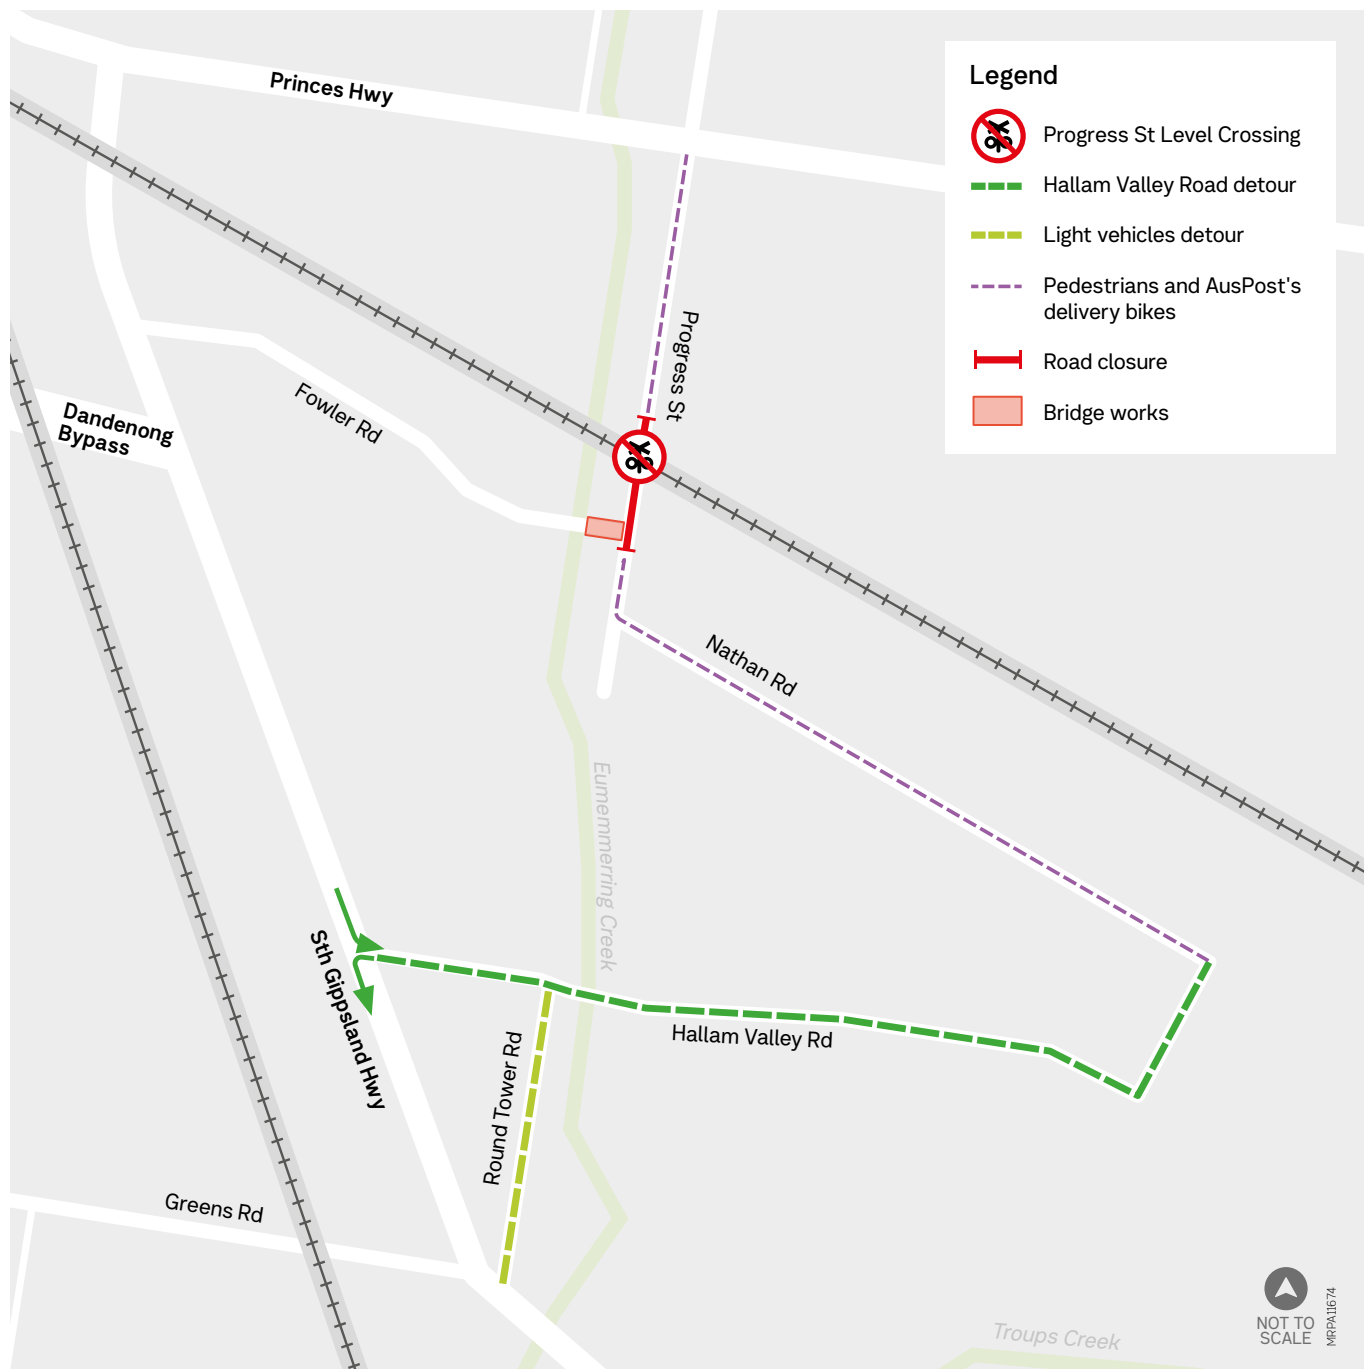 Princes Hwy
Legend
Progress St Level Crossing
Hallam Valley Road detour
Light vehicles detour
Pedestrians and AusPost's
delivery bikes
Road closure
Bridge works
Progress St
Fowler Rd
Dandenong
Bypass
Nathan Rd
Eumemmerring Creek
Sth Gippsland Hwy
Hallam Valley Rd
Round Tower Rd
Greens Rd
Troups Creek
NOT TO
SCALE
MRPA11674